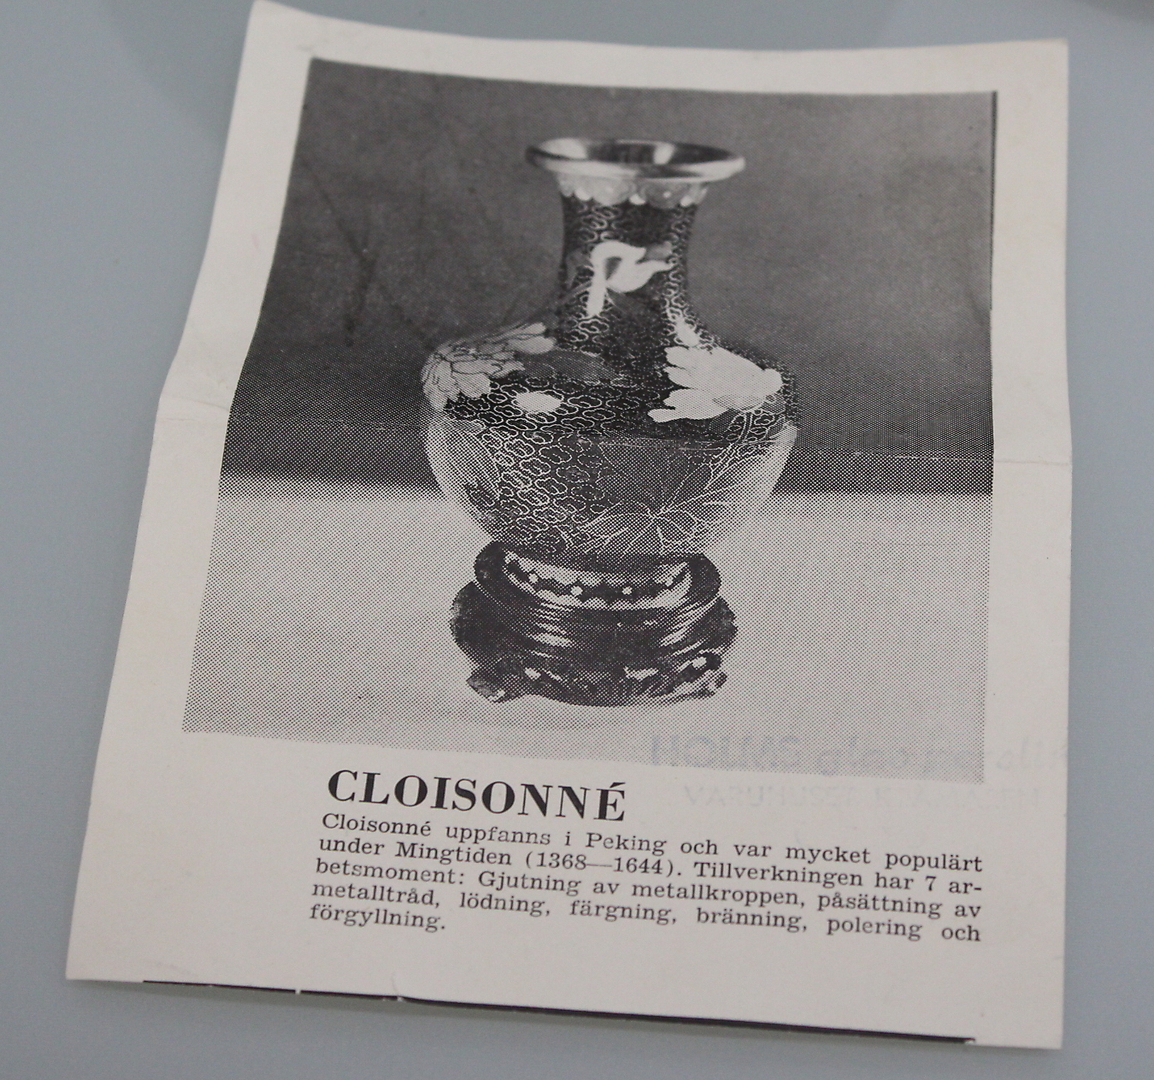 CLOISONNÉ
Cloisonné uppfanns i Peking och var mycket populärt
under Mingtiden (1368—1644). Tillverkningen har 7 ar-
betsmoment: Gjutning av metallkroppen, påsättning av
metalltråd, lödning, färgning, bränning, polering och
förgyllning.